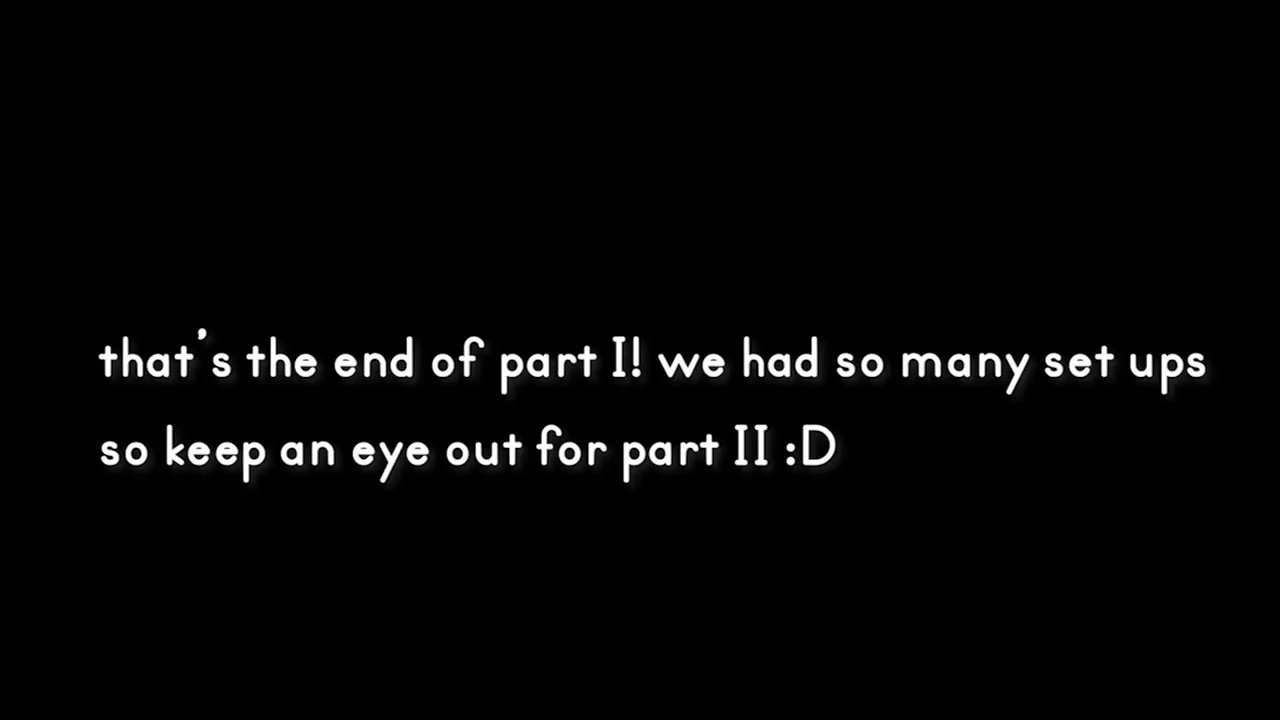 that's the end of part I! we had so many set ups
so keep an eye out for part II :D